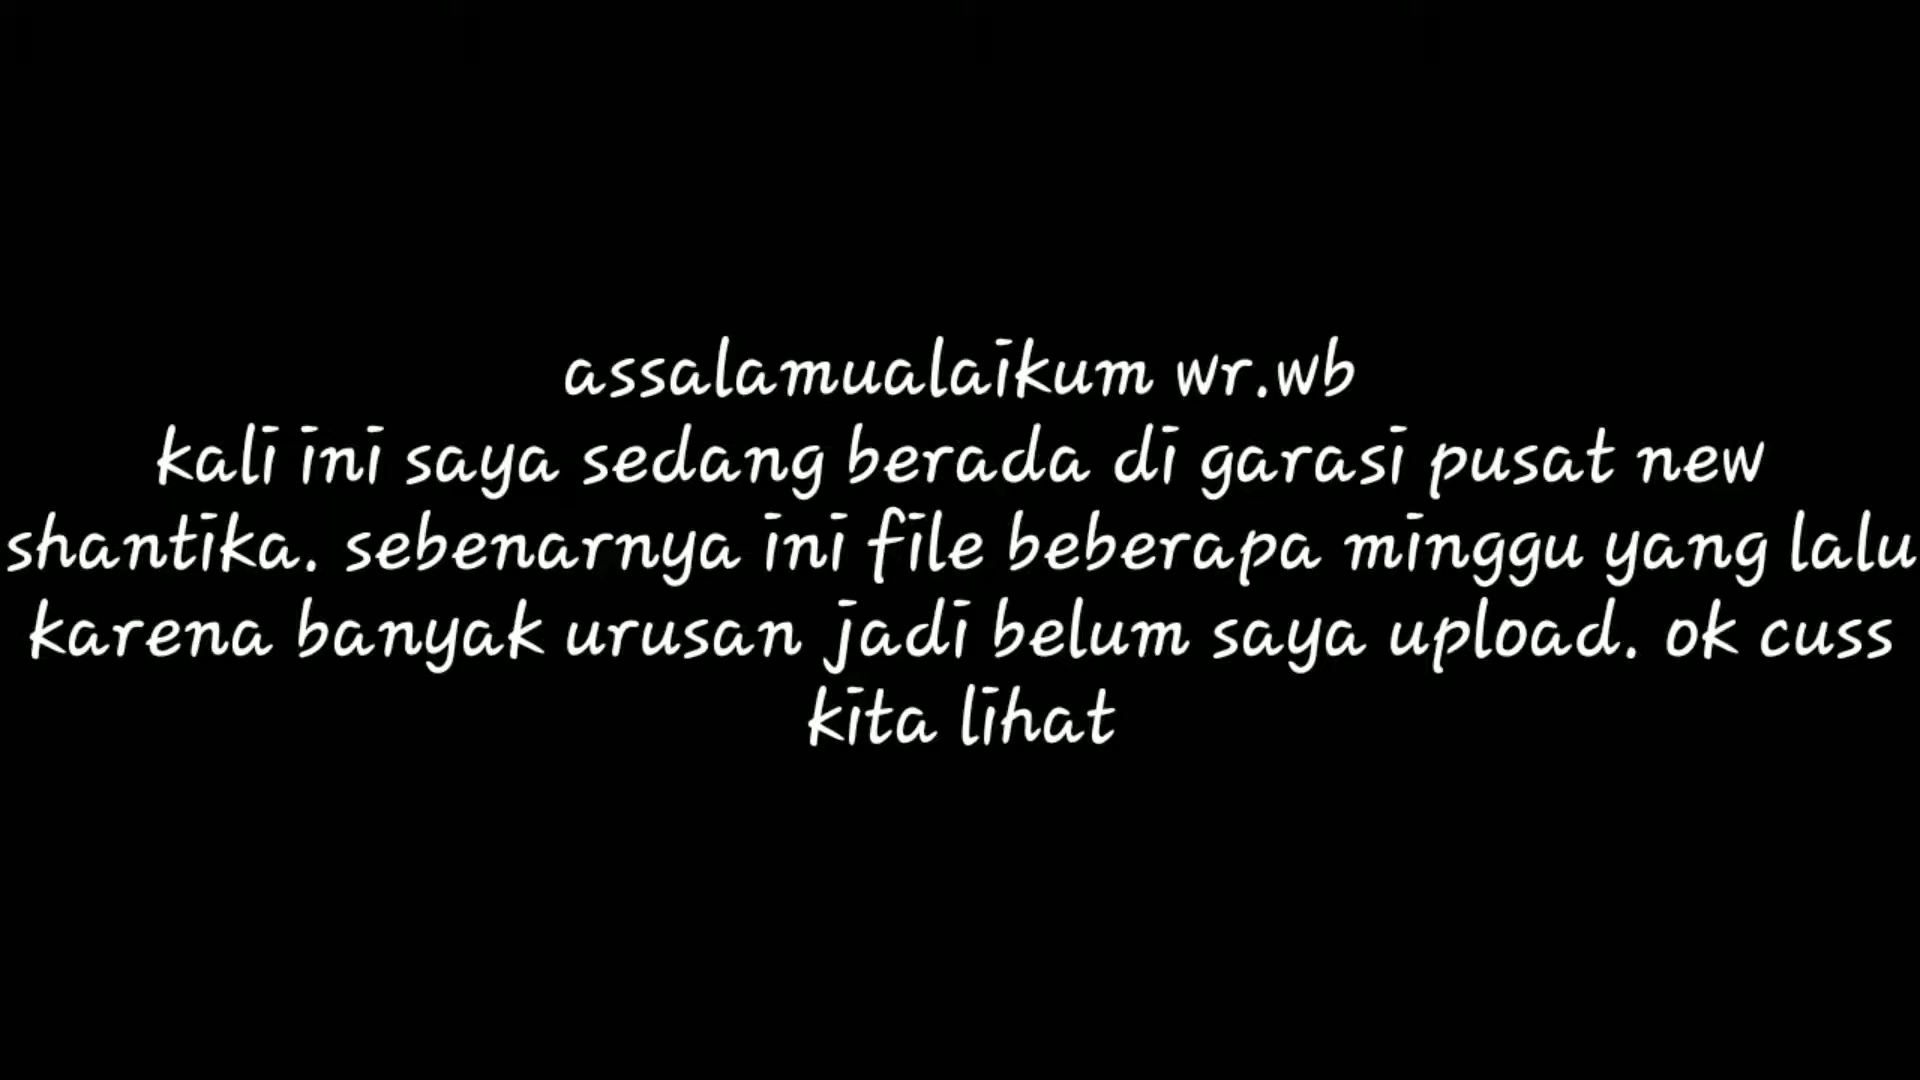 assalamualaikum wr.wb
kali ini saya sedang berada di garasi pusat new
shantika. sebenarnya ini file beberapa minggu yang lalu
karena banyak urusan jadi belum saya upload. ok cuss
kita lihat